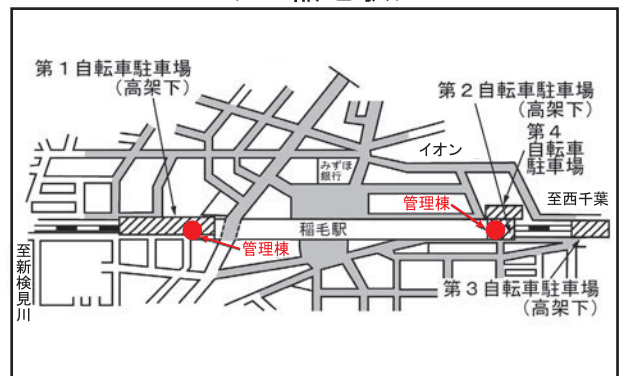 第１自転車駐車場
（高架下）
第２自転車駐車場
（高架下）
第４
自転車
駐車場
イオン
みずほ
銀行
至西千葉
管理棟
稲毛駅
管理棟
至新検見川
第３自転車駐車場
（高架下）